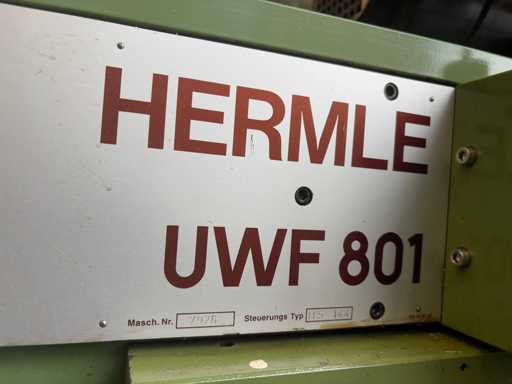 HERMLE
UWF 801
Masch. Nr. Steuerungs Typ